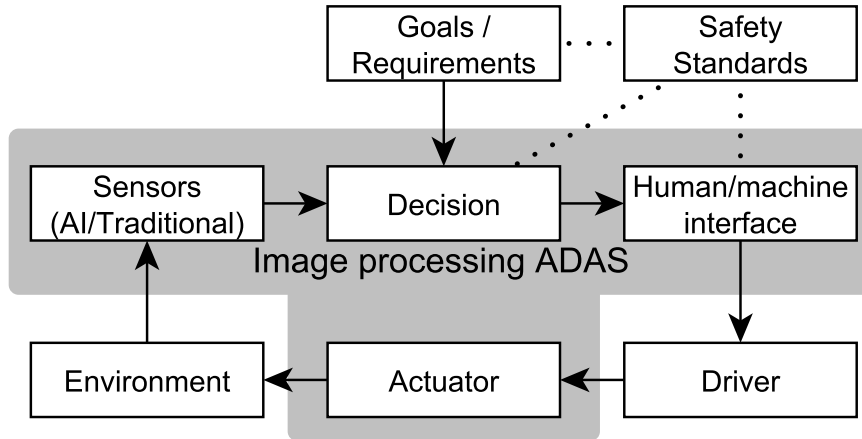 Goals /
Requirements
Safety
Standards
Sensors
(AI/Traditional)
Decision
Human/machine
interface
Image processing ADAS
Environment
Actuator
Driver